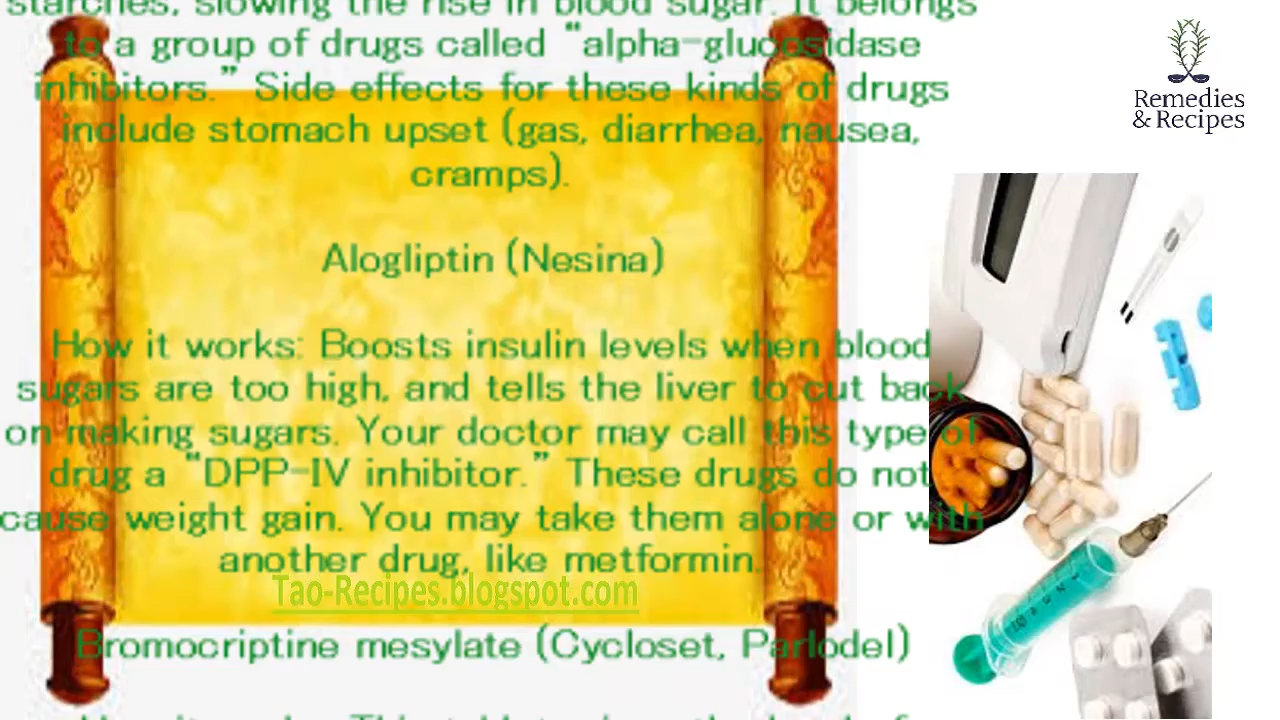 starches, slowing the rise in blood sugar. It belongs
to a group of drugs called “alpha-glucosidase
inhibitors.” Side effects for these kinds of drugs
include stomach upset (gas, diarrhea, nausea,
cramps).
Alogliptin (Nesina)
How it works: Boosts insulin levels when blood
sugars are too high, and tells the liver to cut back
on making sugars. Your doctor may call this type of
drug a “DPP-IV inhibitor.” These drugs do not
cause weight gain. You may take them alone or with
another drug, like metformin.
Tao-Recipes.blogspot.com
Bromocriptine mesylate (Cycloset, Parlodel)
Remedies
& Recipes